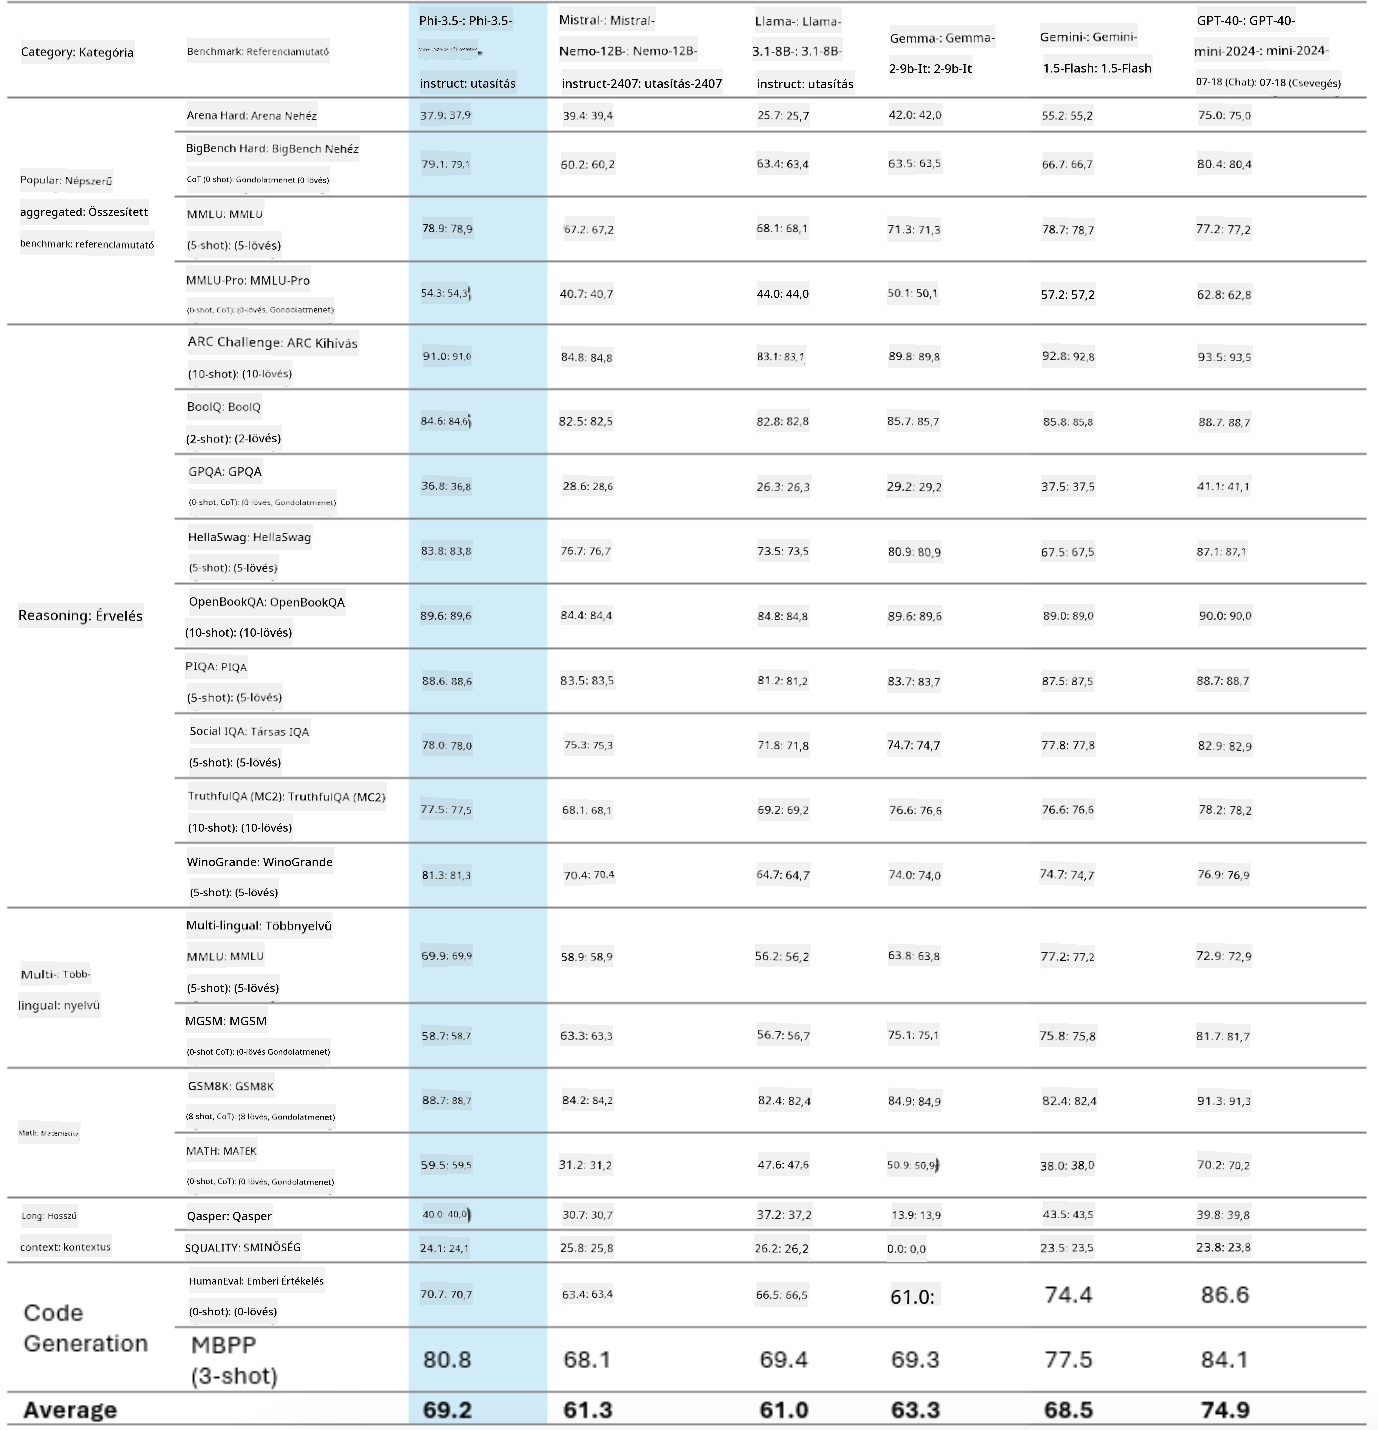 Category: Kategória
Benchmark: Referenciamutató
Phi-3.5-: Phi-3.5-
instruct: utasítás
Mistral-: Mistral-
Nemo-12B-: Nemo-12B-
instruct-2407: utasítás-2407
Llama-: Llama-
3.1-8B-: 3.1-8B-
instruct: utasítás
Gemma-: Gemma-
2-9b-It: 2-9b-It
Gemini-: Gemini-
1.5-Flash: 1.5-Flash
GPT-40-: GPT-40-
mini-2024-: mini-2024-
07-18 (Chat): 07-18 (Csevegés)
Popular: Népszerű
aggregated: Összesített
benchmark: referenciamutató
Arena Hard: Arena Nehéz
37.9: 37,9
39.4: 39,4
25.7: 25,7
42.0: 42,0
55.2: 55,2
75.0: 75,0
BigBench Hard: BigBench Nehéz
CoT (0 shot): Gondolatmenet (0 lövés)
79.1: 79,1
60.2: 60,2
63.4: 63,4
63.5: 63,5
66.7: 66,7
80.4: 80,4
MMLU: MMLU
(5-shot): (5-lövés)
78.9: 78,9
67.2: 67,2
68.1: 68,1
71.3: 71,3
78.7: 78,7
77.2: 77,2
MMLU-Pro: MMLU-Pro
(0-shot, CoT): (0-lövés, Gondolatmenet)
54.3: 54,3
40.7: 40,7
44.0: 44,0
50.1: 50,1
57.2: 57,2
62.8: 62,8
Reasoning: Érvelés
ARC Challenge: ARC Kihívás
(10-shot): (10-lövés)
91.0: 91,0
84.8: 84,8
83.1: 83,1
89.8: 89,8
92.8: 92,8
93.5: 93,5
BoolQ: BoolQ
(2-shot): (2-lövés)
84.6: 84,6
82.5: 82,5
82.8: 82,8
85.7: 85,7
85.8: 85,8
88.7: 88,7
GPQA: GPQA
(0-shot, CoT): (0 lövés, Gondolatmenet)
36.8: 36,8
28.6: 28,6
26.3: 26,3
29.2: 29,2
37.5: 37,5
41.1: 41,1
HellaSwag: HellaSwag
(5-shot): (5-lövés)
83.8: 83,8
76.7: 76,7
73.5: 73,5
80.9: 80,9
67.5: 67,5
87.1: 87,1
OpenBookQA: OpenBookQA
(10-shot): (10-lövés)
89.6: 89,6
84.4: 84,4
84.8: 84,8
89.6: 89,6
89.0: 89,0
90.0: 90,0
PIQA: PIQA
(5-shot): (5-lövés)
88.6: 88,6
83.5: 83,5
81.2: 81,2
83.7: 83,7
87.5: 87,5
88.7: 88,7
Social IQA: Társas IQA
(5-shot): (5-lövés)
78.0: 78,0
75.3: 75,3
71.8: 71,8
74.7: 74,7
77.8: 77,8
82.9: 82,9
TruthfulQA (MC2): TruthfulQA (MC2)
(10-shot): (10-lövés)
77.5: 77,5
68.1: 68,1
69.2: 69,2
76.6: 76,6
76.6: 76,6
78.2: 78,2
WinoGrande: WinoGrande
(5-shot): (5-lövés)
81.3: 81,3
70.4: 70,4
64.7: 64,7
74.0: 74,0
74.7: 74,7
76.9: 76,9
Multi-: Több-
lingual: nyelvű
Multi-lingual: Többnyelvű
MMLU: MMLU
(5-shot): (5-lövés)
69.9: 69,9
58.9: 58,9
56.2: 56,2
63.8: 63,8
77.2: 77,2
72.9: 72,9
MGSM: MGSM
(0-shot CoT): (0-lövés Gondolatmenet)
58.7: 58,7
63.3: 63,3
56.7: 56,7
75.1: 75,1
75.8: 75,8
81.7: 81,7
Math: Matematika
GSM8K: GSM8K
(8 shot, CoT): (8 lövés, Gondolatmenet)
88.7: 88,7
84.2: 84,2
82.4: 82,4
84.9: 84,9
82.4: 82,4
91.3: 91,3
MATH: MATEK
(0 shot, CoT): (0 lövés, Gondolatmenet)
59.5: 59,5
31.2: 31,2
47.6: 47,6
50.9: 50,9
38.0: 38,0
70.2: 70,2
Long: Hosszú
context: kontextus
Qasper: Qasper
40.0: 40,0
30.7: 30,7
37.2: 37,2
13.9: 13,9
43.5: 43,5
39.8: 39,8
SQUALITY: SMINŐSÉG
24.1: 24,1
25.8: 25,8
26.2: 26,2
0.0: 0,0
23.5: 23,5
23.8: 23,8
Code
Generation
HumanEval: Emberi Értékelés
(0-shot): (0-lövés)
70.7: 70,7
63.4: 63,4
66.5: 66,5
61.0:
74.4
86.6
MBPP
(3-shot)
80.8
68.1
69.4
69.3
77.5
84.1
Average
69.2
61.3
61.0
63.3
68.5
74.9